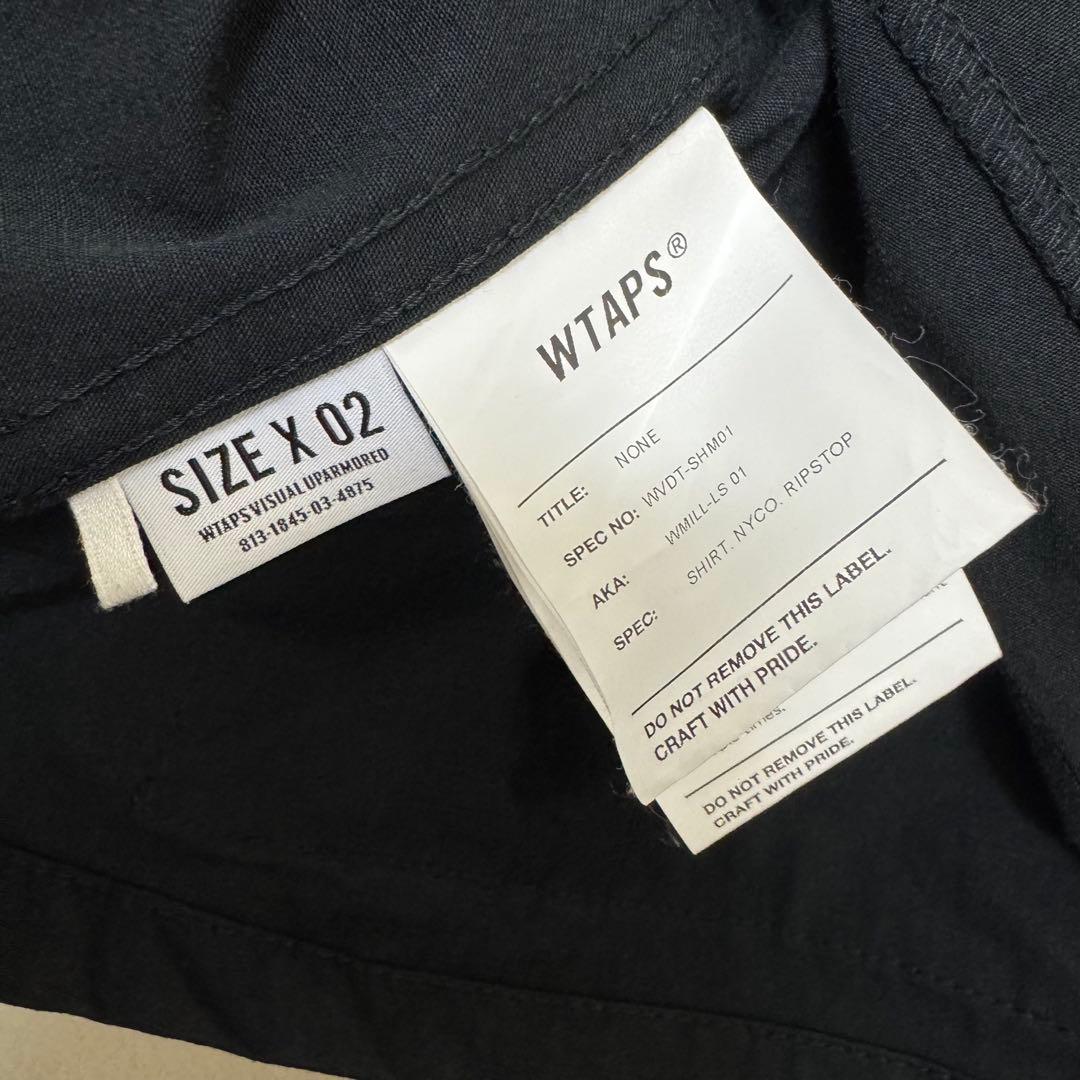 SIZE X 02
WTAPS VISUAL UPARMORED
813-1845-03-4875
WTAPS®
TITLE: NONE
SPEC NO: WVDT-SHM01
AKA: WMILL-LS 01
SPEC: SHIRT. NYCO. RIPSTOP
DO NOT REMOVE THIS LABEL.
CRAFT WITH PRIDE.
times.
DO NOT REMOVE THIS LABEL.
CRAFT WITH PRIDE.